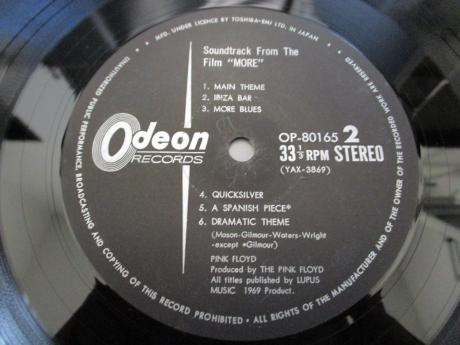 MFD. UNDER LICENCE BY TOSHIBA-EMI LTD. IN JAPAN
UNAUTHORIZED PUBLIC PERFORMANCE, BROADCASTING AND COPYING OF THIS RECORD PROHIBITED · ALL RIGHTS OF THE MANUFACTURER AND OF THE OWNER OF THE RECORDED WORK ARE RESERVED.
Soundtrack From The
Film "MORE"
1. MAIN THEME
2. IBIZA BAR
3. MORE BLUES
Odeon
RECORDS
OP-80165 2
33 1/3 RPM STEREO
(YAX-3869)
4. QUICKSILVER
5. A SPANISH PIECE*
6. DRAMATIC THEME
(Mason-Gilmour-Waters-Wright
-except *Gilmour)
PINK FLOYD
Produced by THE PINK FLOYD
All titles published by LUPUS
MUSIC 1969 Product.